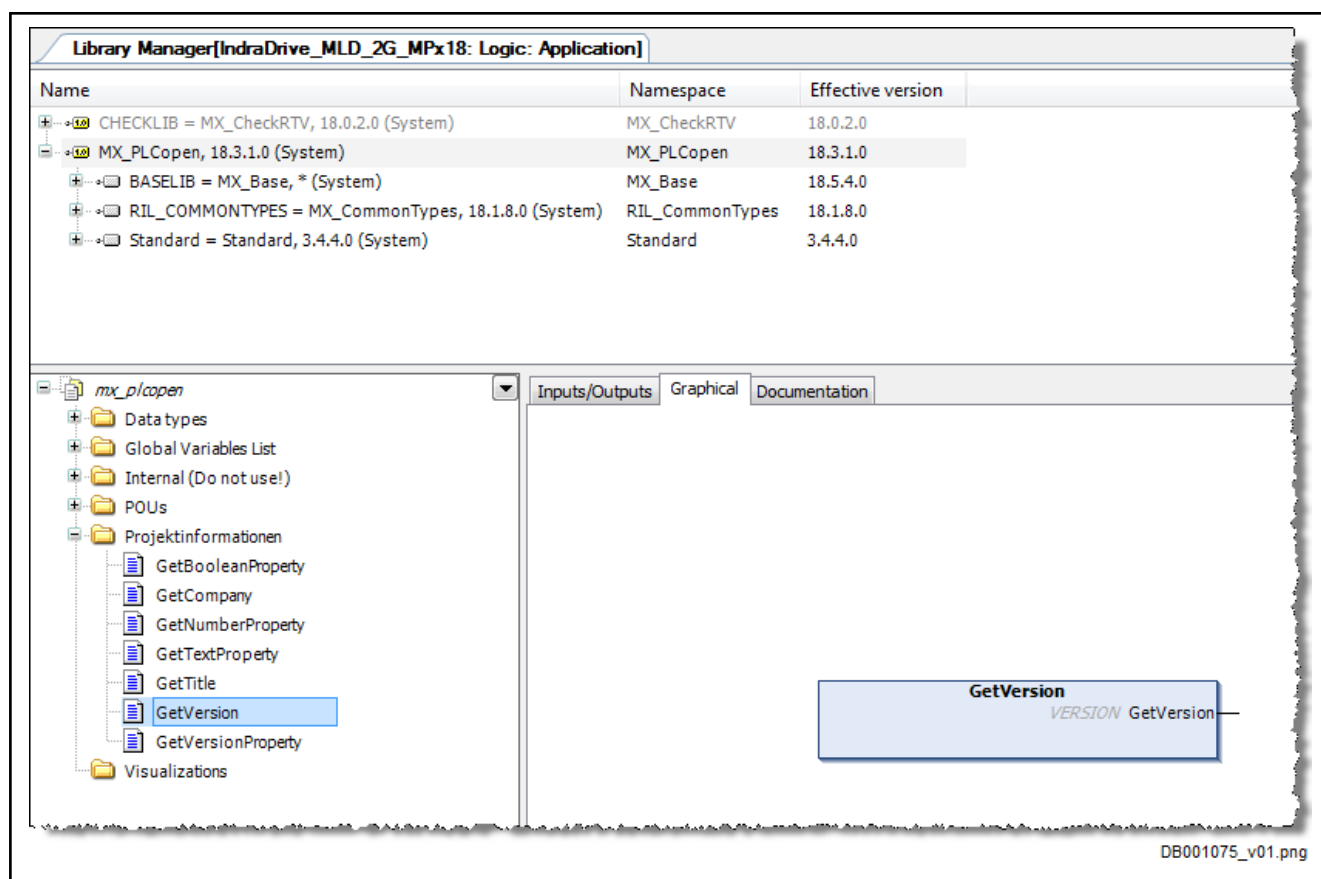 Library Manager[IndraDrive_MLD_2G_MPx18: Logic: Application]
Name Namespace Effective version
CHECKLIB = MX_CheckRTV, 18.0.2.0 (System) MX_CheckRTV 18.0.2.0
MX_PLCopen, 18.3.1.0 (System) MX_PLCopen 18.3.1.0
BASELIB = MX_Base, * (System) MX_Base 18.5.4.0
RIL_COMMONTYPES = MX_CommonTypes, 18.1.8.0 (System) RIL_CommonTypes 18.1.8.0
Standard = Standard, 3.4.4.0 (System) Standard 3.4.4.0
mx_plcopen
Data types
Global Variables List
Internal (Do not use!)
POUs
Projektinformationen
GetBooleanProperty
GetCompany
GetNumberProperty
GetTextProperty
GetTitle
GetVersion
GetVersionProperty
Visualizations
Inputs/Outputs Graphical Documentation
GetVersion
VERSION GetVersion
DB001075_v01.png